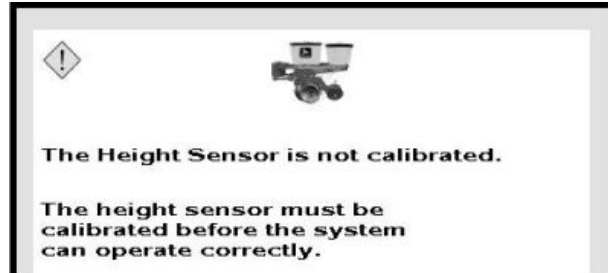 The Height Sensor is not calibrated.
The height sensor must be
calibrated before the system
can operate correctly.